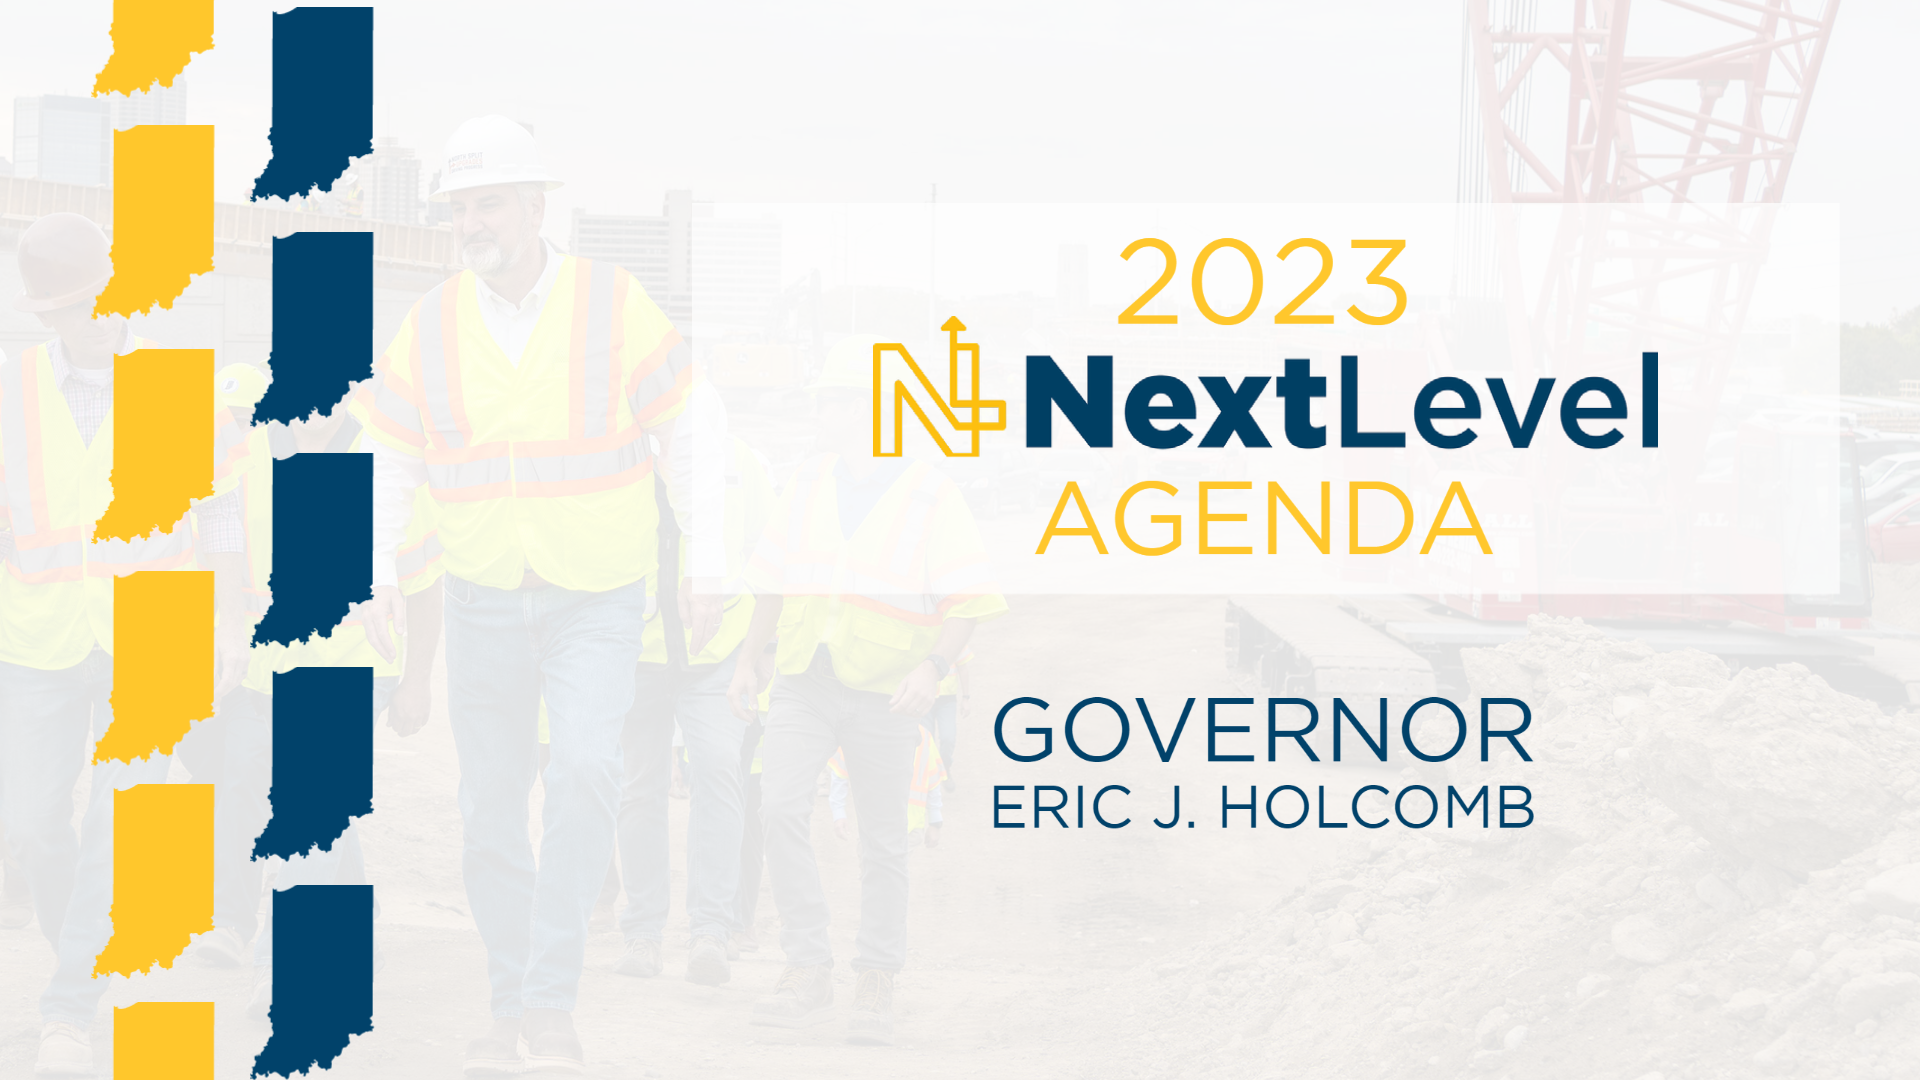 2023
NextLevel
AGENDA
GOVERNOR
ERIC J. HOLCOMB